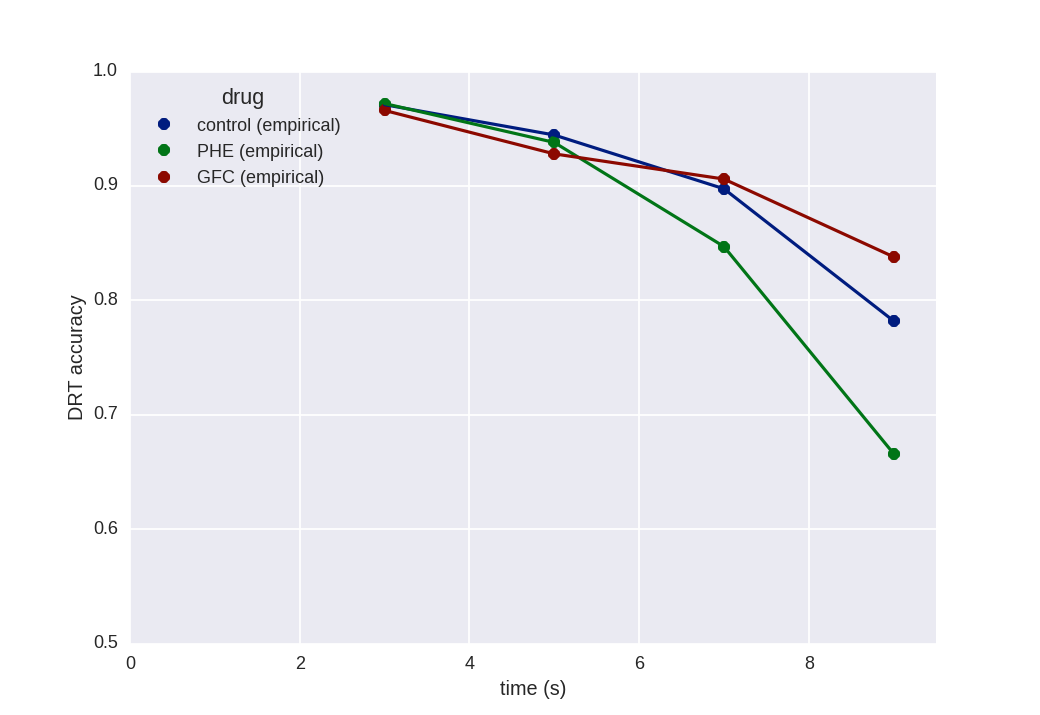 1.0
drug
control (empirical)
PHE (empirical)
GFC (empirical)
0.9
0.8
DRT accuracy
0.7
0.6
0.5
0 2 4 6 8
time (s)